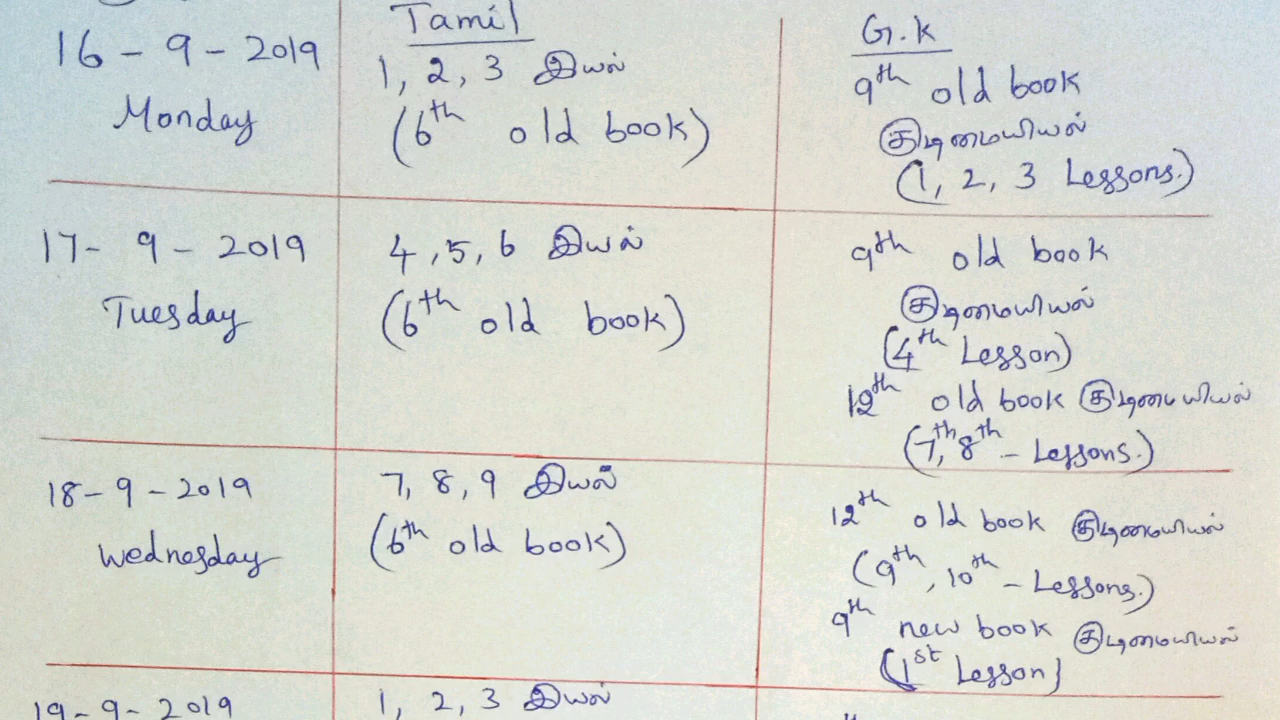 16 - 9 - 2019
Monday
Tamil
1, 2, 3 இயல்
(6th old book)
G.k
9th old book
குடிமையியல்
(1, 2, 3 Lessons.)
17 - 9 - 2019
Tuesday
4, 5, 6 இயல்
(6th old book)
9th old book
குடிமையியல்
(4th Lesson)
12th old book குடிமையியல்
(7th, 8th - Lessons.)
18 - 9 - 2019
Wednesday
7, 8, 9 இயல்
(6th old book)
12th old book குடிமையியல்
(9th, 10th - Lessons.)
9th new book குடிமையியல்
(1st Lesson)
19 - 9 - 2019
1, 2, 3 இயல்